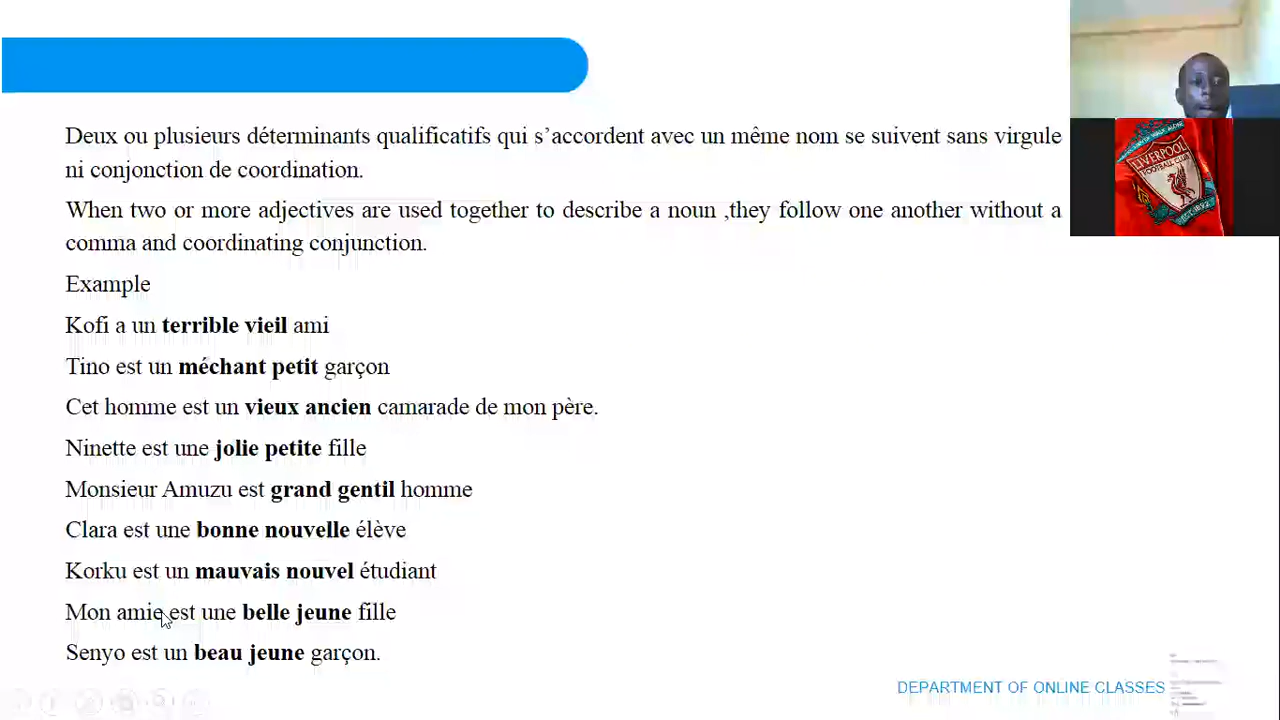 Deux ou plusieurs déterminants qualificatifs qui s’accordent avec un même nom se suivent sans virgule
ni conjonction de coordination.
When two or more adjectives are used together to describe a noun ,they follow one another without a
comma and coordinating conjunction.
Example
Kofi a un terrible vieil ami
Tino est un méchant petit garçon
Cet homme est un vieux ancien camarade de mon père.
Ninette est une jolie petite fille
Monsieur Amuzu est grand gentil homme
Clara est une bonne nouvelle élève
Korku est un mauvais nouvel étudiant
Mon amie est une belle jeune fille
Senyo est un beau jeune garçon.
LIVERPOOL
FOOTBALL CLUB
EST·1892
DEPARTMENT OF ONLINE CLASSES